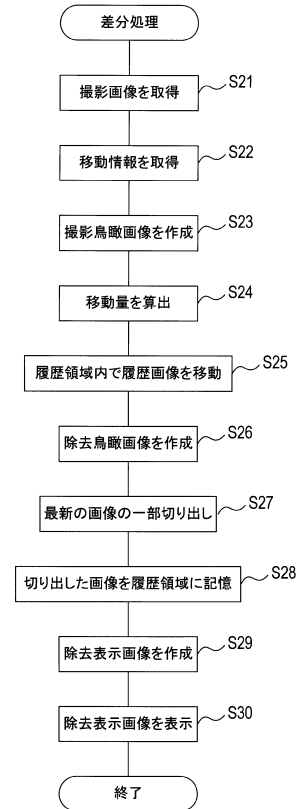 差分処理
撮影画像を取得
S21
移動情報を取得
S22
撮影鳥瞰画像を作成
S23
移動量を算出
S24
履歴領域内で履歴画像を移動
S25
除去鳥瞰画像を作成
S26
最新の画像の一部切り出し
S27
切り出した画像を履歴領域に記憶
S28
除去表示画像を作成
S29
除去表示画像を表示
S30
終了